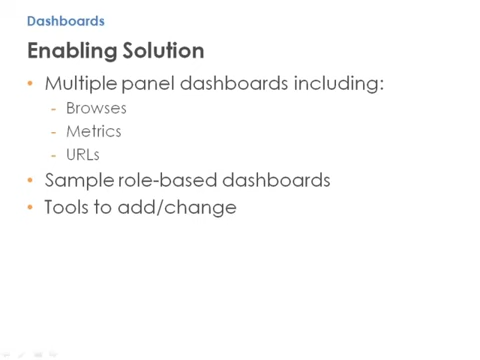 Dashboards
Enabling Solution
• Multiple panel dashboards including:
- Browses
- Metrics
- URLs
• Sample role-based dashboards
• Tools to add/change